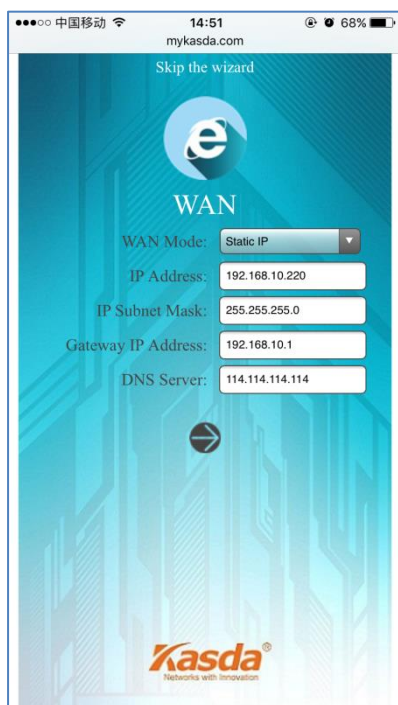 中国移动 14:51 68%
mykasda.com
Skip the wizard
WAN
WAN Mode: Static IP
IP Address: 192.168.10.220
IP Subnet Mask: 255.255.255.0
Gateway IP Address: 192.168.10.1
DNS Server: 114.114.114.114
Kasda®
Networks with Innovation